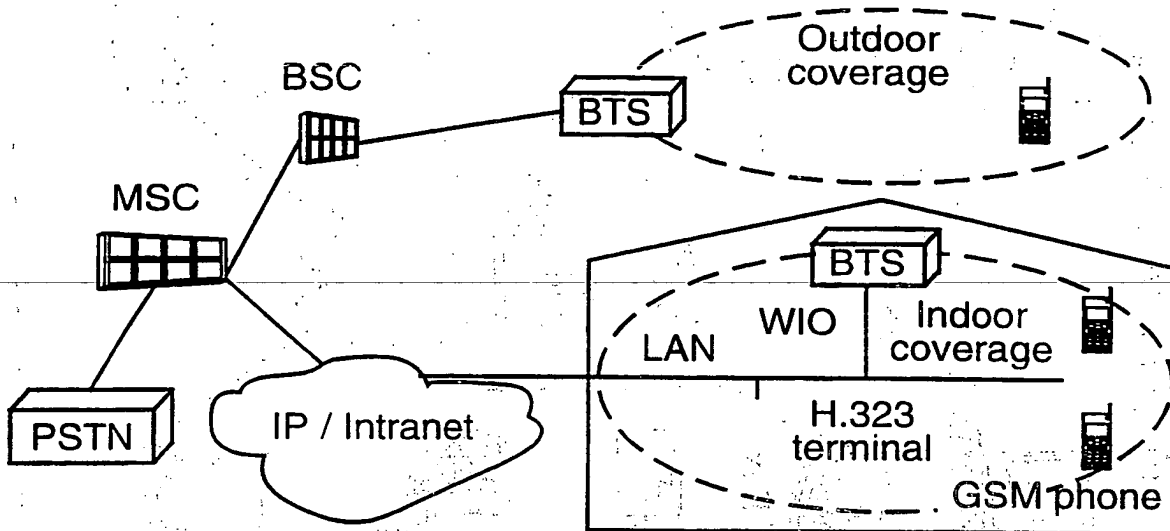 Outdoor
coverage
BSC
BTS
MSC
BTS
WIO
Indoor
coverage
LAN
PSTN
IP / Intranet
H.323
terminal
GSM phone